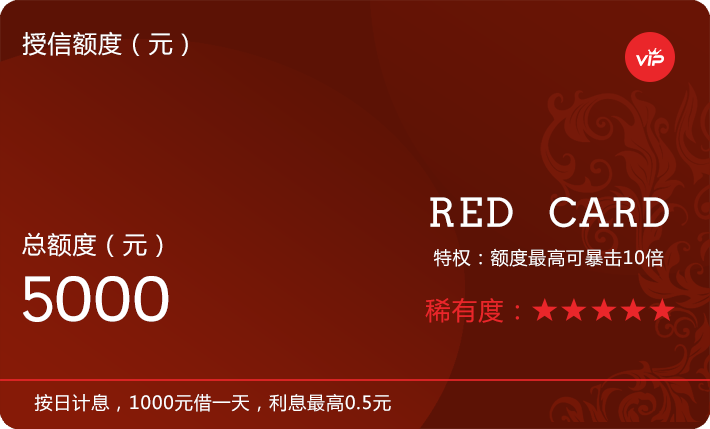 授信额度（元）
VIP
总额度（元）
5000
RED CARD
特权：额度最高可暴击10倍
稀有度：★★★★★
按日计息，1000元借一天，利息最高0.5元